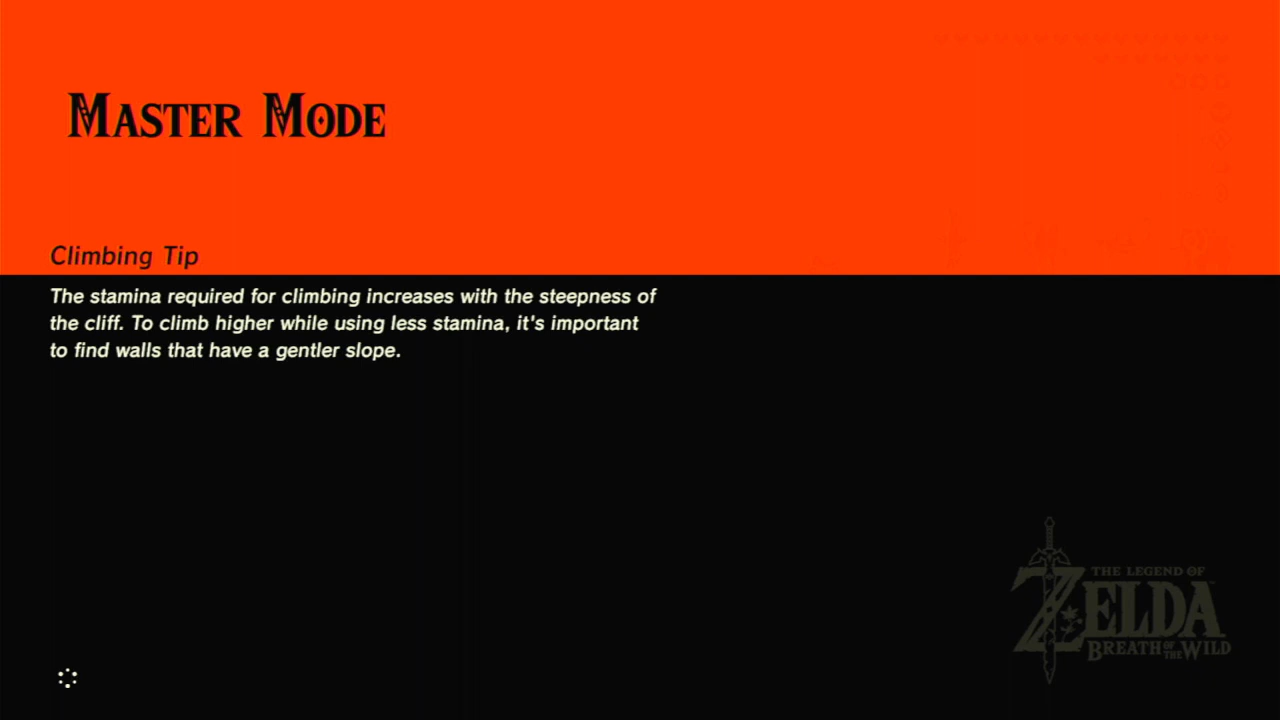 MASTER MODE
Climbing Tip
The stamina required for climbing increases with the steepness of
the cliff. To climb higher while using less stamina, it's important
to find walls that have a gentler slope.
THE LEGEND OF
ZELDA
BREATH OF THE WILD